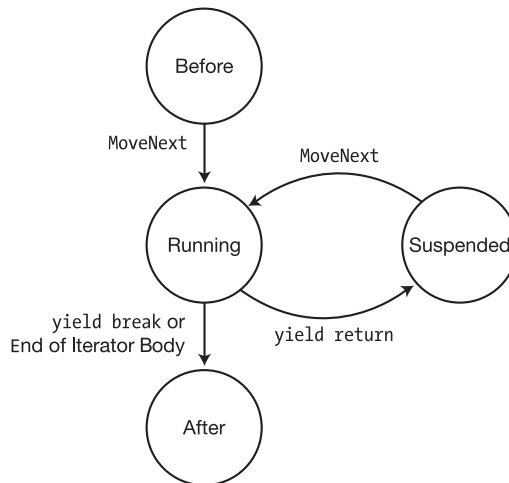 Before
MoveNext
MoveNext
Running
Suspended
yield break or
End of Iterator Body
yield return
After